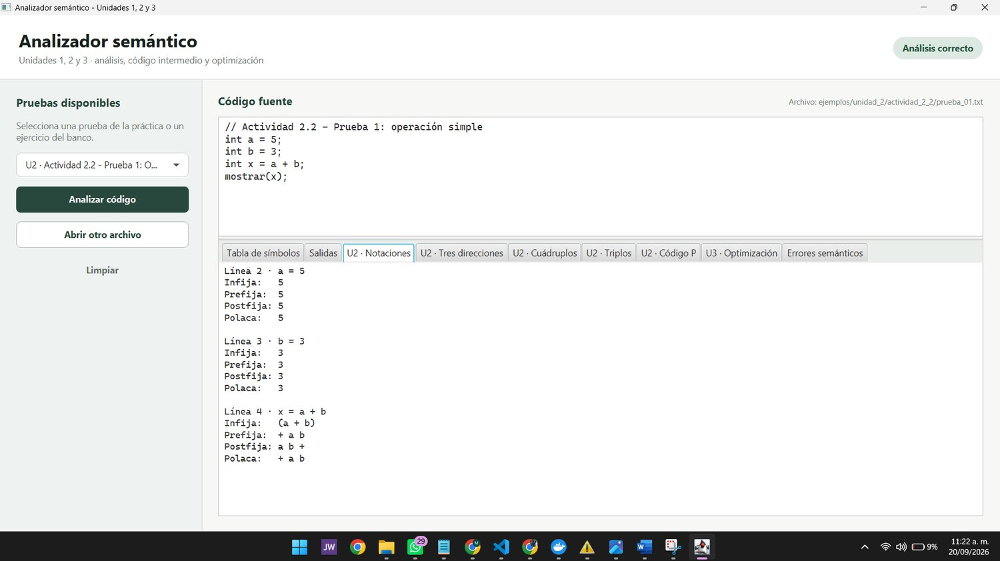 Analizador semántico - Unidades 1, 2 y 3
Analizador semántico
Unidades 1, 2 y 3 · análisis, código intermedio y optimización
Análisis correcto
Pruebas disponibles
Selecciona una prueba de la práctica o un
ejercicio del banco.
U2 · Actividad 2.2 - Prueba 1: O...
Analizar código
Abrir otro archivo
Limpiar
Código fuente
Archivo: ejemplos/unidad_2/actividad_2_2/prueba_01.txt
// Actividad 2.2 – Prueba 1: operación simple
int a = 5;
int b = 3;
int x = a + b;
mostrar(x);
Tabla de símbolos
Salidas
U2 · Notaciones
U2 · Tres direcciones
U2 · Cuádruplos
U2 · Triplos
U2 · Código P
U3 · Optimización
Errores semánticos
Línea 2 · a = 5
Infija:   5
Prefija:  5
Postfija: 5
Polaca:   5
Línea 3 · b = 3
Infija:   3
Prefija:  3
Postfija: 3
Polaca:   3
Línea 4 · x = a + b
Infija:   (a + b)
Prefija:  + a b
Postfija: a b +
Polaca:   + a b
JW
29
M
W
9%
11:22 a. m.
20/09/2026